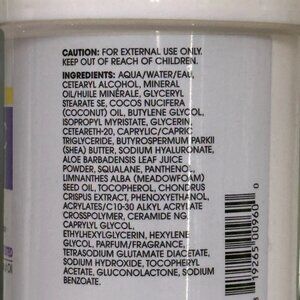 CAUTION: FOR EXTERNAL USE ONLY.
KEEP OUT OF REACH OF CHILDREN.
INGREDIENTS: AQUA/WATER/EAU,
CETEARYL ALCOHOL, MINERAL
OIL/HUILE MINÉRALE, GLYCERYL
STEARATE SE, COCOS NUCIFERA
(COCONUT) OIL, BUTYLENE GLYCOL,
ISOPROPYL MYRISTATE, GLYCERIN,
CETEARETH-20, CAPRYLIC/CAPRIC
TRIGLYCERIDE, BUTYROSPERMUM PARKII
(SHEA) BUTTER, SODIUM HYALURONATE,
ALOE BARBADENSIS LEAF JUICE
POWDER, SQUALANE, PANTHENOL,
LIMNANTHES ALBA (MEADOWFOAM)
SEED OIL, TOCOPHEROL, CHONDRUS
CRISPUS EXTRACT, PHENOXYETHANOL,
ACRYLATES/C10-30 ALKYL ACRYLATE
CROSSPOLYMER, CERAMIDE NG,
CAPRYLYL GLYCOL,
ETHYLHEXYLGLYCERIN, HEXYLENE
GLYCOL, PARFUM/FRAGRANCE,
TETRASODIUM GLUTAMATE DIACETATE,
SODIUM HYDROXIDE, TOCOPHERYL
ACETATE, GLUCONOLACTONE, SODIUM
BENZOATE.
19265 00960 0